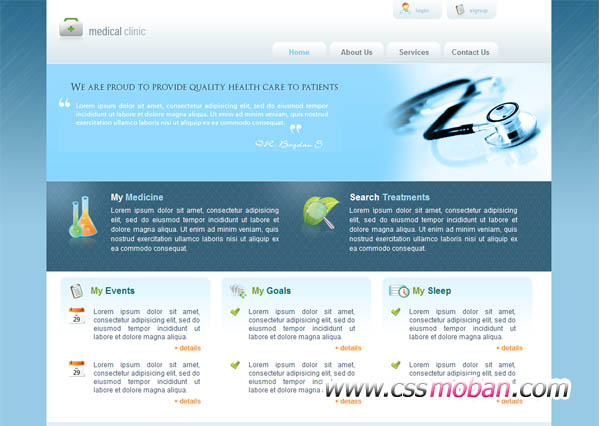 login
signup
medical clinic
Home
About Us
Services
Contact Us
WE ARE PROUD TO PROVIDE QUALITY HEALTH CARE TO PATIENTS
“ Lorem ipsum dolor sit amet, consectetur adipisicing elit, sed do eiusmod tempor
incididunt ut labore et dolore magna aliqua. Ut enim ad minim veniam, quis nostrud
exercitation ullamco laboris nisi ut aliquip ex ea commodo consequat. ”
DR. Bogdan S
My Medicine
Lorem ipsum dolor sit amet, consectetur adipisicing
elit, sed do eiusmod tempor incididunt ut labore et
dolore magna aliqua. Ut enim ad minim veniam, quis
nostrud exercitation ullamco laboris nisi ut aliquip ex
ea commodo consequat.
Search Treatments
Lorem ipsum dolor sit amet, consectetur adipisicing
elit, sed do eiusmod tempor incididunt ut labore et
dolore magna aliqua. Ut enim ad minim veniam, quis
nostrud exercitation ullamco laboris nisi ut aliquip ex
ea commodo consequat.
My Events
29
Lorem ipsum dolor sit amet,
consectetur adipisicing elit, sed do
eiusmod tempor incididunt ut
labore et dolore magna aliqua.
+ details
29
Lorem ipsum dolor sit amet,
consectetur adipisicing elit, sed do
eiusmod tempor incididunt ut
labore et dolore magna aliqua.
+ details
My Goals
Lorem ipsum dolor sit amet,
consectetur adipisicing elit, sed do
eiusmod tempor incididunt ut
labore et dolore magna aliqua.
+ details
Lorem ipsum dolor sit amet,
consectetur adipisicing elit, sed do
eiusmod tempor incididunt ut
labore et dolore magna
My Sleep
Lorem ipsum dolor sit amet,
consectetur adipisicing elit, sed do
eiusmod tempor incididunt ut
labore et dolore magna aliqua.
+ details
Lorem ipsum dolor sit amet,
consectetur adipisicing elit, sed do
www.cssmoban.com